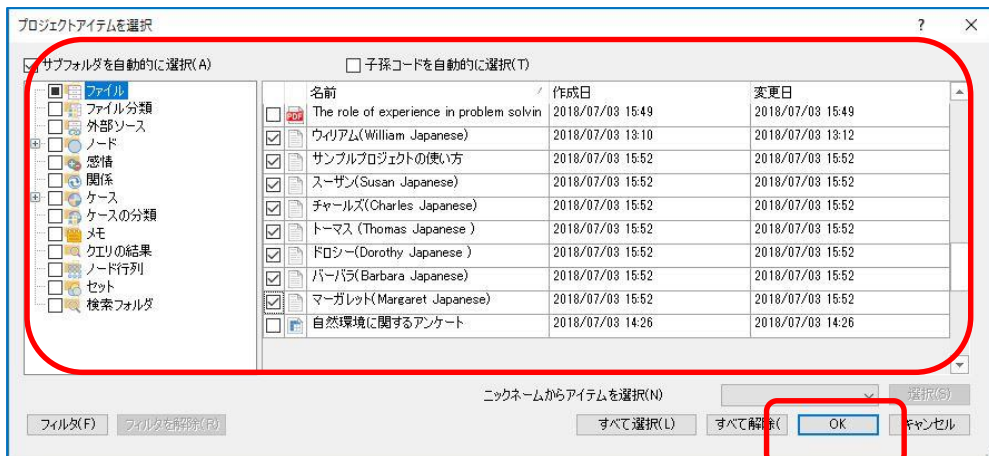 プロジェクトアイテムを選択 ?
サブフォルダを自動的に選択(A) 子孫コードを自動的に選択(T)
ファイル
ファイル分類
外部ソース
ノード
感情
関係
ケース
ケースの分類
メモ
クエリの結果
ノード行列
セット
検索フォルダ
名前 作成日 変更日
PDF The role of experience in problem solvin 2018/07/03 15:49 2018/07/03 15:49
ウィリアム(William Japanese) 2018/07/03 13:10 2018/07/03 13:12
サンプルプロジェクトの使い方 2018/07/03 15:52 2018/07/03 15:52
スーザン(Susan Japanese) 2018/07/03 15:52 2018/07/03 15:52
チャールズ(Charles Japanese) 2018/07/03 15:52 2018/07/03 15:52
トーマス (Thomas Japanese ) 2018/07/03 15:52 2018/07/03 15:52
ドロシー(Dorothy Japanese ) 2018/07/03 15:52 2018/07/03 15:52
バーバラ(Barbara Japanese) 2018/07/03 15:52 2018/07/03 15:52
マーガレット(Margaret Japanese) 2018/07/03 15:52 2018/07/03 15:52
自然環境に関するアンケート 2018/07/03 14:26 2018/07/03 14:26
ニックネームからアイテムを選択(N) 選択(S)
フィルタ(F) フィルタを解除(R) すべて選択(L) すべて解除( OK キャンセル